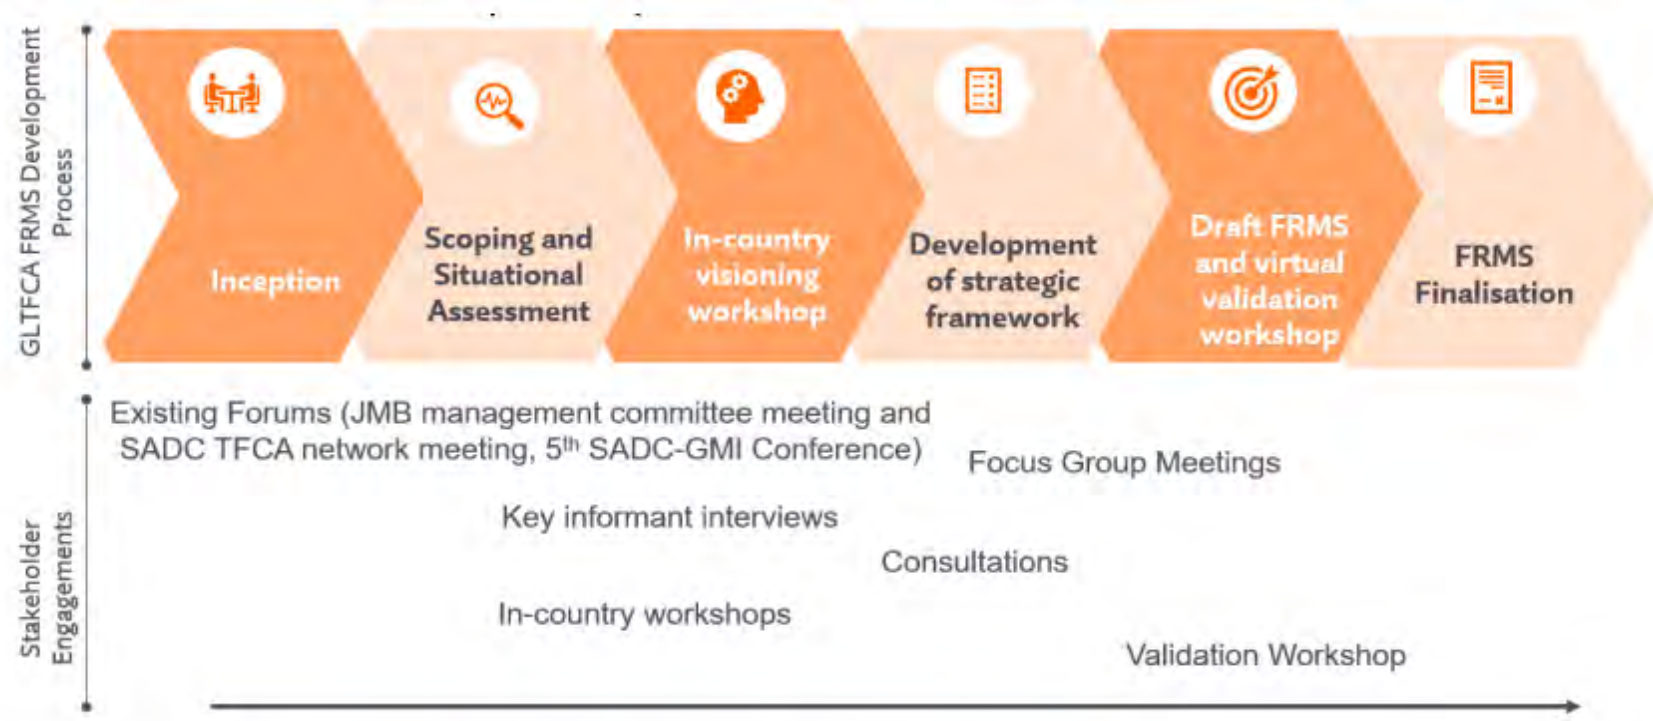 GLTFCA FRMS Development
Process
Inception
Scoping and
Situational
Assessment
In-country
visioning
workshop
Development
of strategic
framework
Draft FRMS
and virtual
validation
workshop
FRMS
Finalisation
Stakeholder
Engagements
Existing Forums (JMB management committee meeting and
SADC TFCA network meeting, 5th SADC-GMI Conference)
Focus Group Meetings
Key informant interviews
Consultations
In-country workshops
Validation Workshop